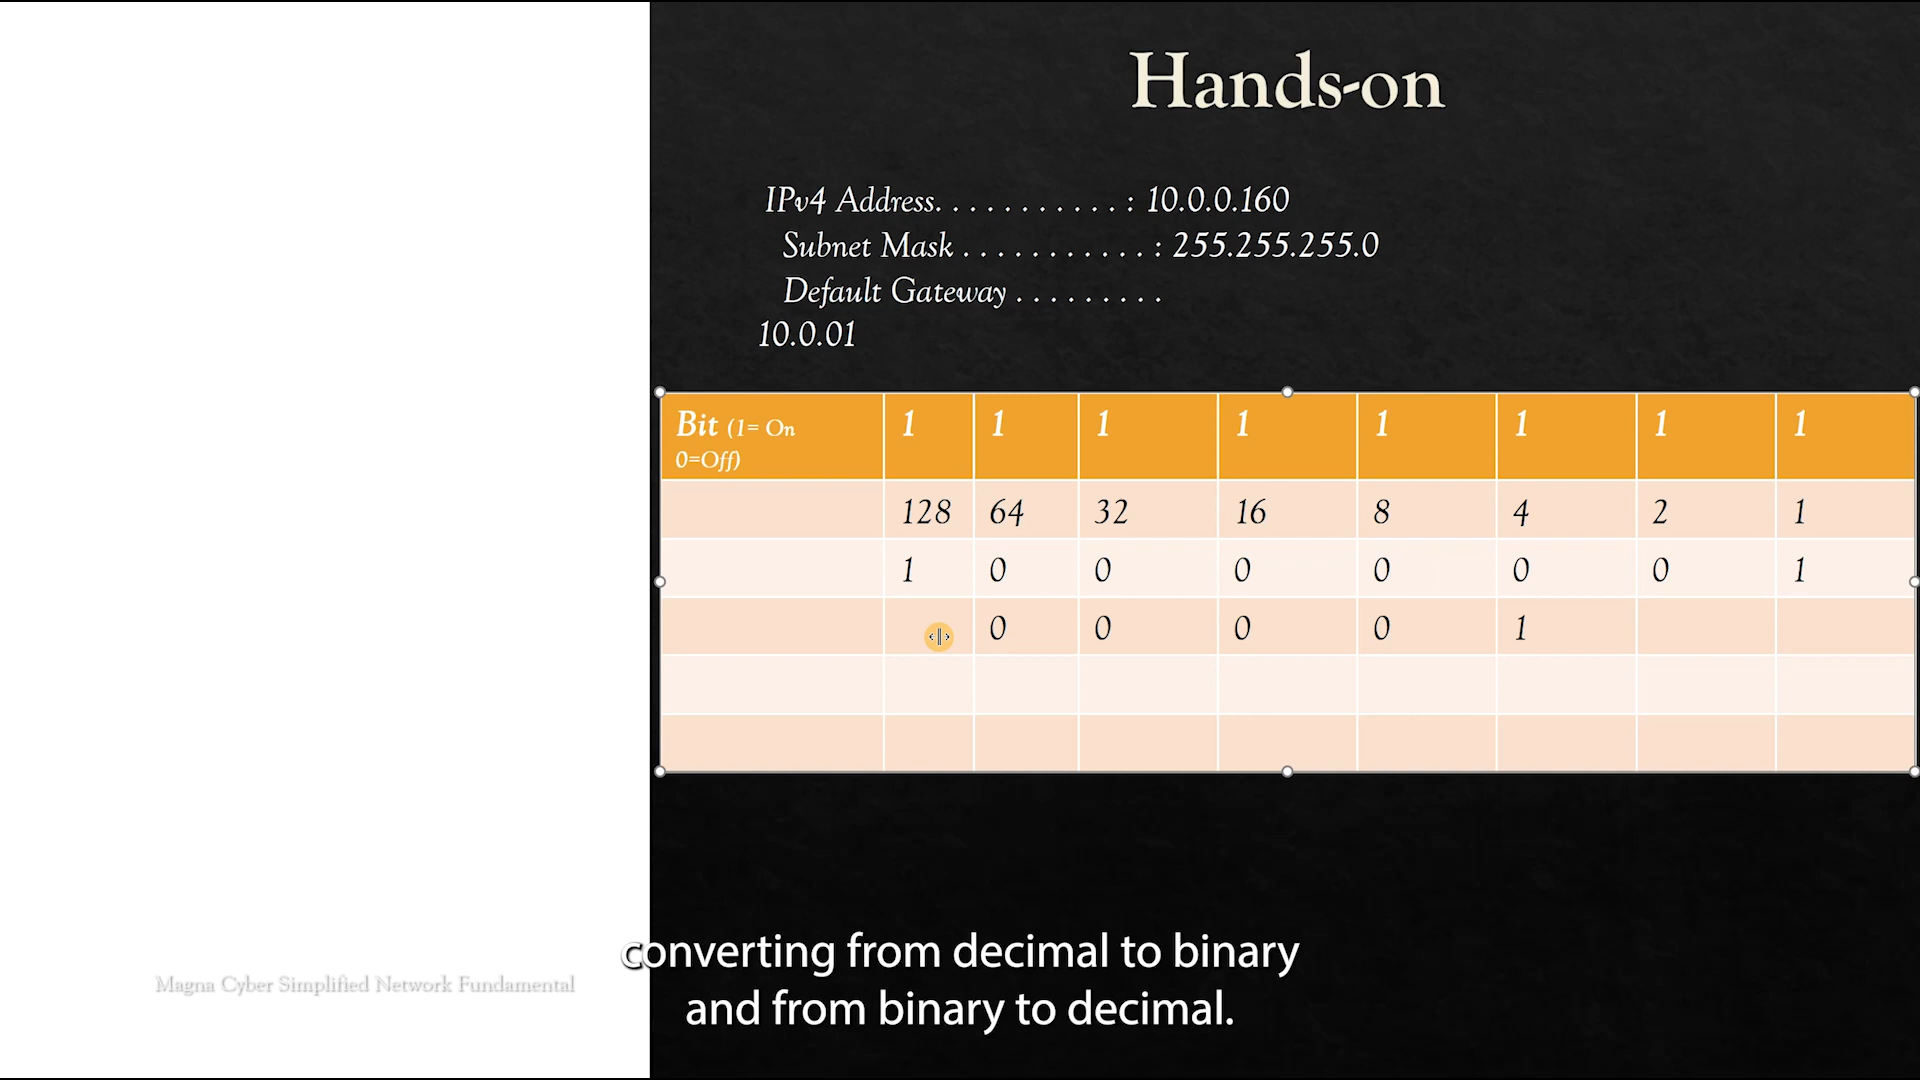 Hands-on
IPv4 Address. . . . . . . . . . . : 10.0.0.160
Subnet Mask . . . . . . . . . . . : 255.255.255.0
Default Gateway . . . . . . . . .
10.0.01
Bit (1= On 1 1 1 1 1 1 1 1
0=Off)
128 64 32 16 8 4 2 1
1 0 0 0 0 0 0 1
0 0 0 0 1
converting from decimal to binary
and from binary to decimal.
Magna Cyber Simplified Network Fundamental